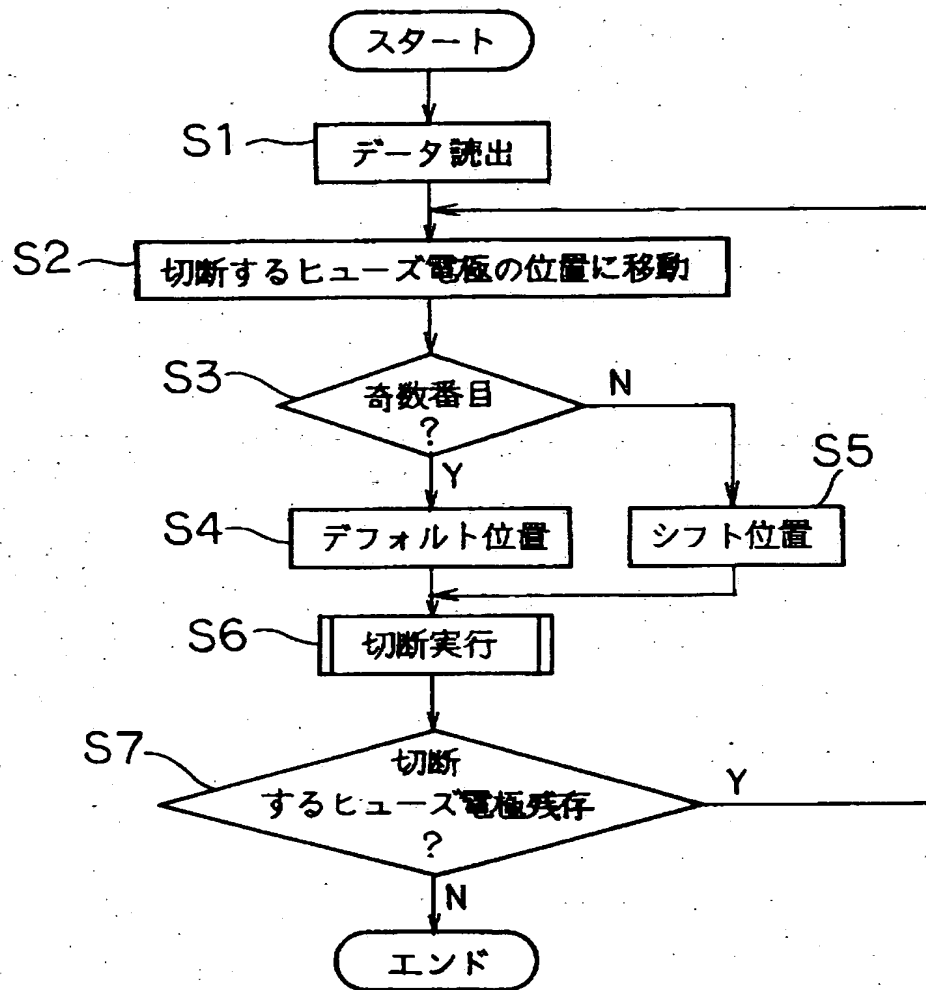 スタート
S1
データ読出
S2
切断するヒューズ電極の位置に移動
S3
奇数番目
?
N
Y
S4
デフォルト位置
S5
シフト位置
S6
切断実行
S7
切断
するヒューズ電極残存
?
Y
N
エンド